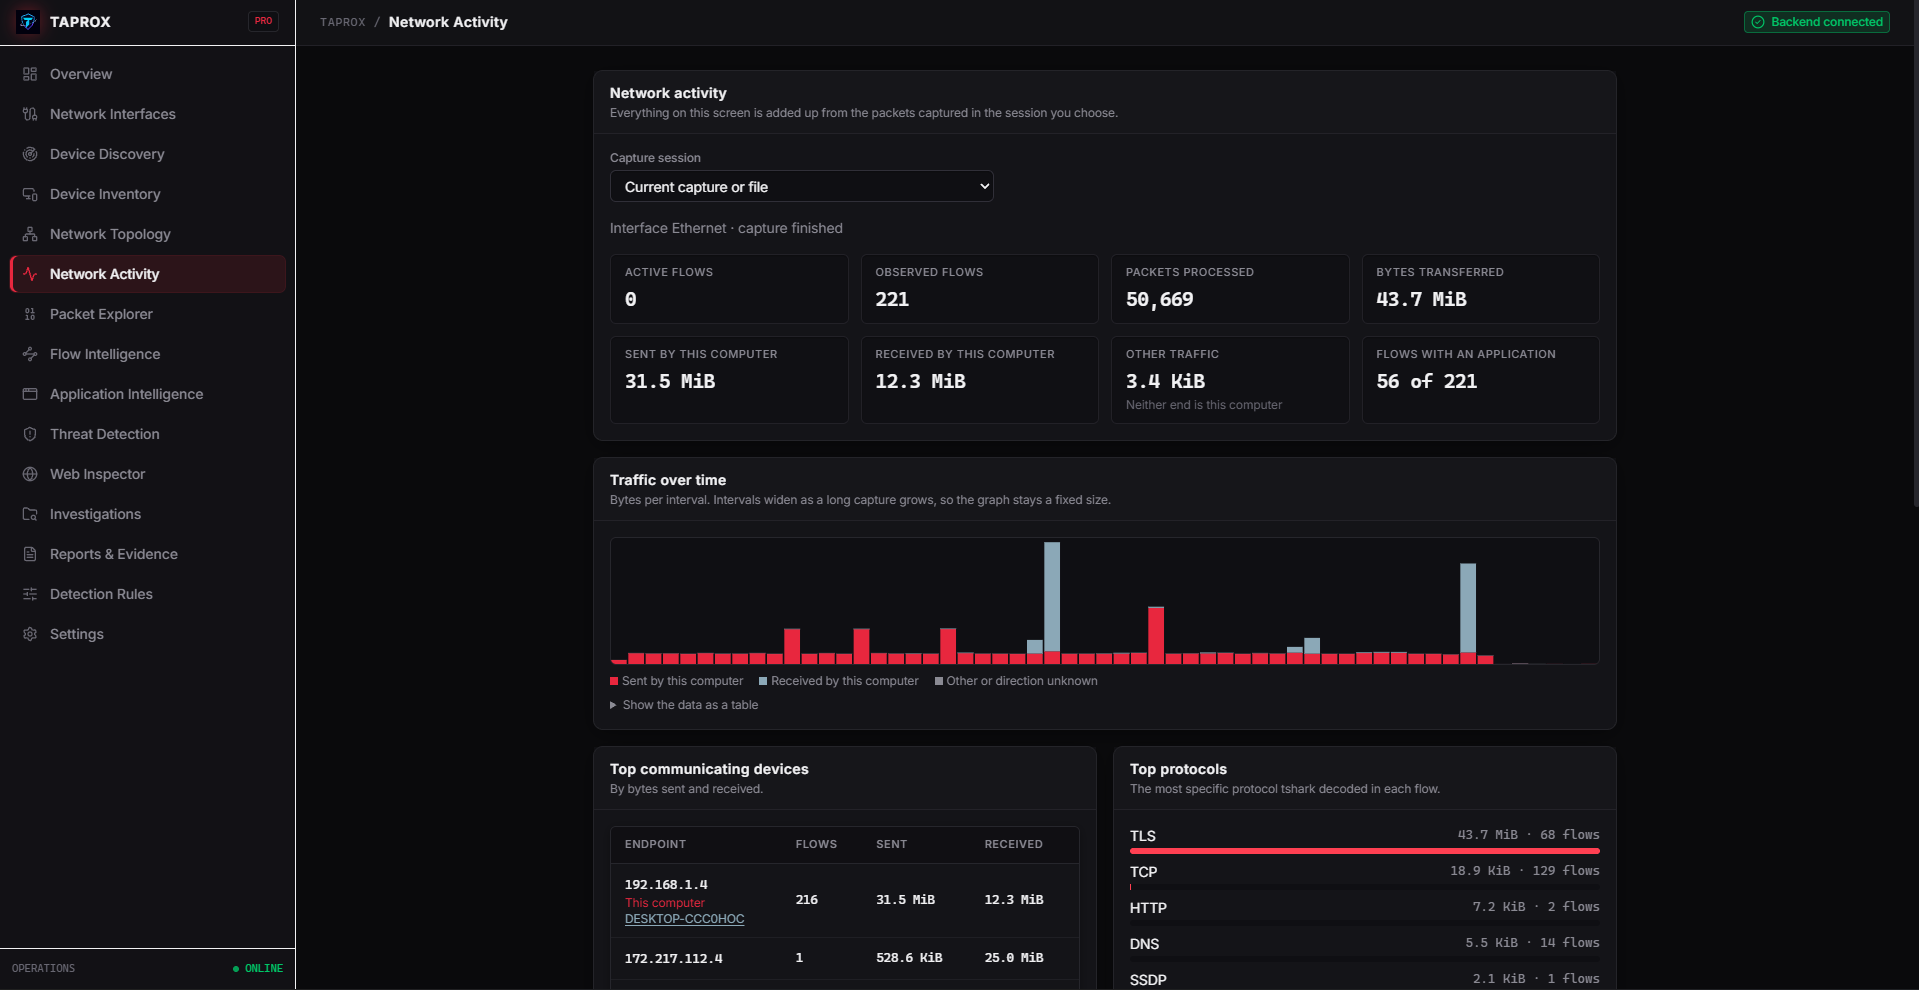 TAPROX
PRO
TAPROX / Network Activity
Backend connected
Overview
Network Interfaces
Device Discovery
Device Inventory
Network Topology
Network Activity
Packet Explorer
Flow Intelligence
Application Intelligence
Threat Detection
Web Inspector
Investigations
Reports & Evidence
Detection Rules
Settings
OPERATIONS
ONLINE
Network activity
Everything on this screen is added up from the packets captured in the session you choose.
Capture session
Current capture or file
Interface Ethernet · capture finished
ACTIVE FLOWS
0
OBSERVED FLOWS
221
PACKETS PROCESSED
50,669
BYTES TRANSFERRED
43.7 MiB
SENT BY THIS COMPUTER
31.5 MiB
RECEIVED BY THIS COMPUTER
12.3 MiB
OTHER TRAFFIC
3.4 KiB
Neither end is this computer
FLOWS WITH AN APPLICATION
56 of 221
Traffic over time
Bytes per interval. Intervals widen as a long capture grows, so the graph stays a fixed size.
Sent by this computer Received by this computer Other or direction unknown
Show the data as a table
Top communicating devices
By bytes sent and received.
ENDPOINT FLOWS SENT RECEIVED
192.168.1.4
This computer
DESKTOP-CCC0HOC
216 31.5 MiB 12.3 MiB
172.217.112.4 1 528.6 KiB 25.0 MiB
Top protocols
The most specific protocol tshark decoded in each flow.
TLS 43.7 MiB · 68 flows
TCP 18.9 KiB · 129 flows
HTTP 7.2 KiB · 2 flows
DNS 5.5 KiB · 14 flows
SSDP 2.1 KiB · 1 flows